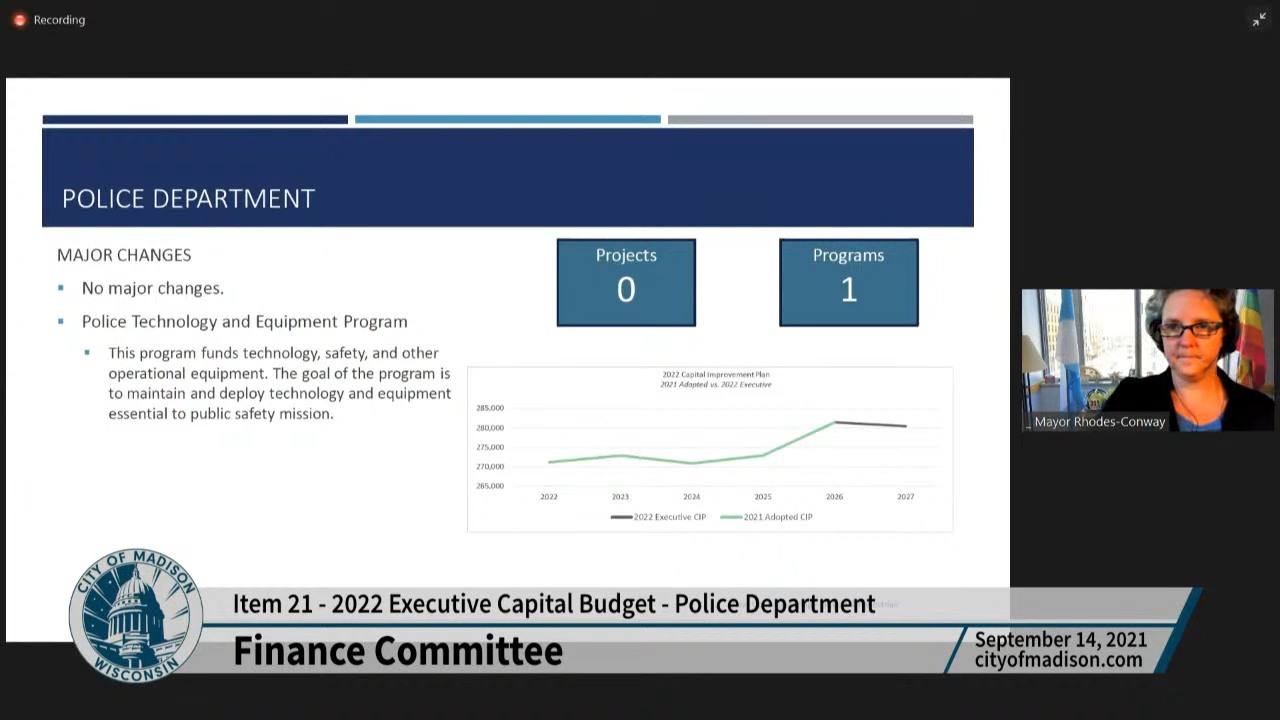 Recording
POLICE DEPARTMENT
MAJOR CHANGES
No major changes.
Police Technology and Equipment Program
This program funds technology, safety, and other
operational equipment. The goal of the program is
to maintain and deploy technology and equipment
essential to public safety mission.
Projects
0
Programs
1
2022 Capital Improvement Plan
2021 Adopted vs. 2022 Executive
285,000
280,000
275,000
270,000
265,000
2022 2023 2024 2025 2026 2027
2022 Executive CIP 2021 Adopted CIP
Mayor Rhodes-Conway
CITY OF MADISON
WISCONSIN
Item 21 - 2022 Executive Capital Budget - Police Department
Finance Committee
September 14, 2021
cityofmadison.com